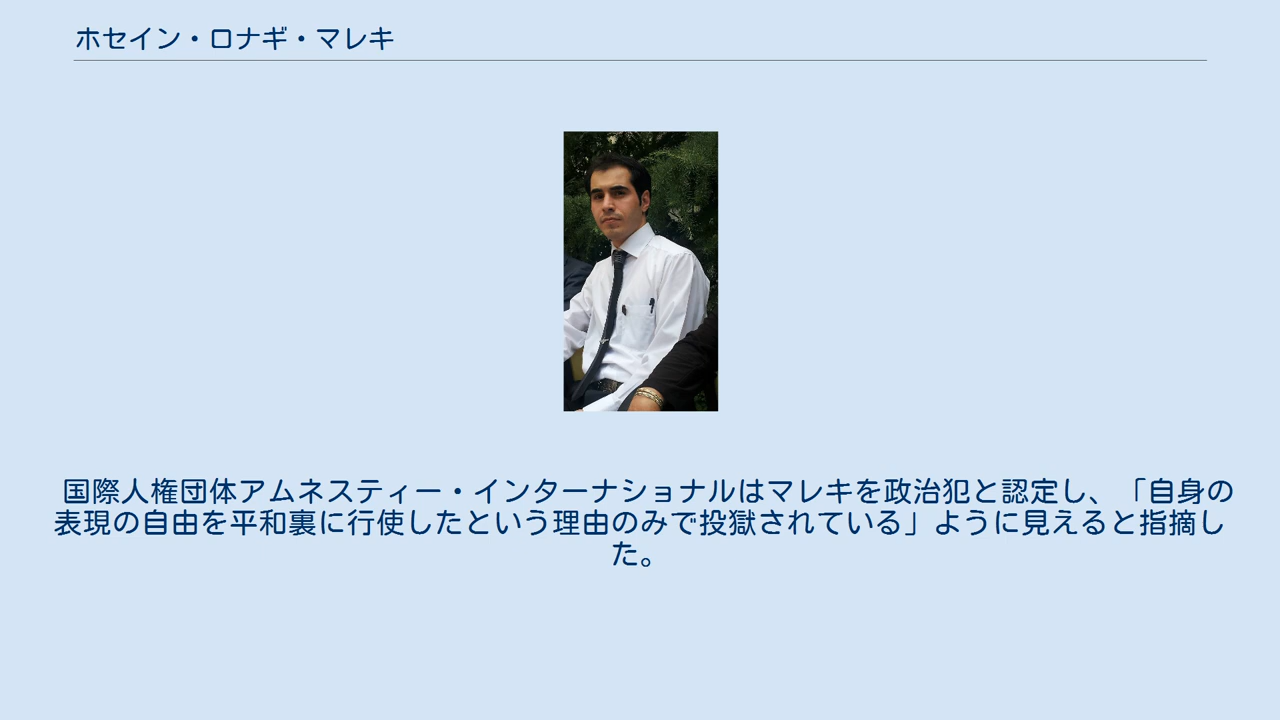 ホセイン・ロナギ・マレキ
国際人権団体アムネスティー・インターナショナルはマレキを政治犯と認定し、「自身の
表現の自由を平和裏に行使したという理由のみで投獄されている」ように見えると指摘し
た。